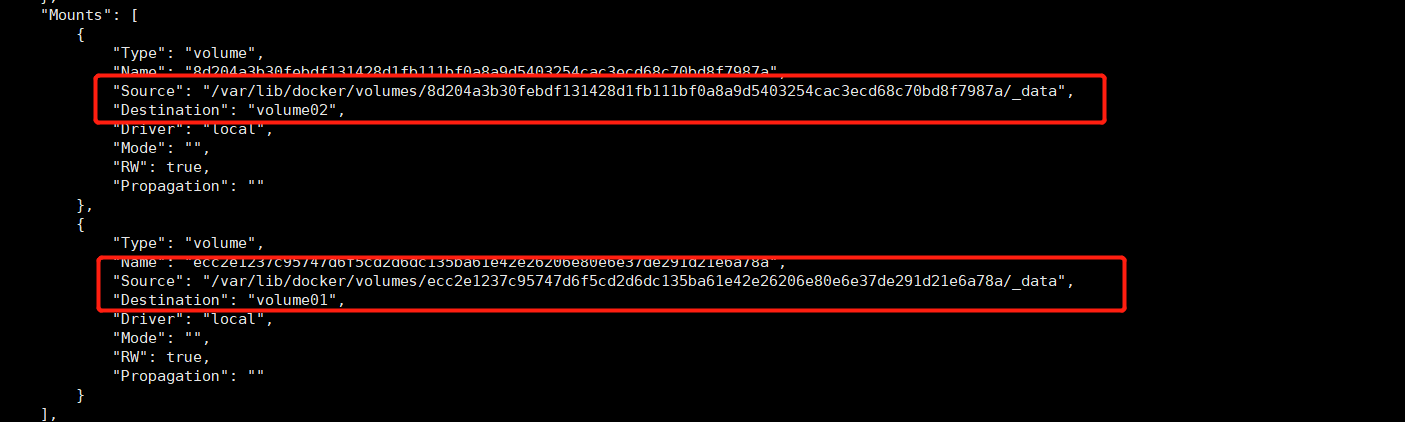 },
"Mounts": [
{
"Type": "volume",
"Name": "8d204a3b30febdf131428d1fb111bf0a8a9d5403254cac3ecd68c70bd8f7987a",
"Source": "/var/lib/docker/volumes/8d204a3b30febdf131428d1fb111bf0a8a9d5403254cac3ecd68c70bd8f7987a/_data",
"Destination": "volume02",
"Driver": "local",
"Mode": "",
"RW": true,
"Propagation": ""
},
{
"Type": "volume",
"Name": "ecc2e1237c95747d6f5cd2d6dc135ba61e42e26206e80e6e37de291d21e6a78a",
"Source": "/var/lib/docker/volumes/ecc2e1237c95747d6f5cd2d6dc135ba61e42e26206e80e6e37de291d21e6a78a/_data",
"Destination": "volume01",
"Driver": "local",
"Mode": "",
"RW": true,
"Propagation": ""
}
],